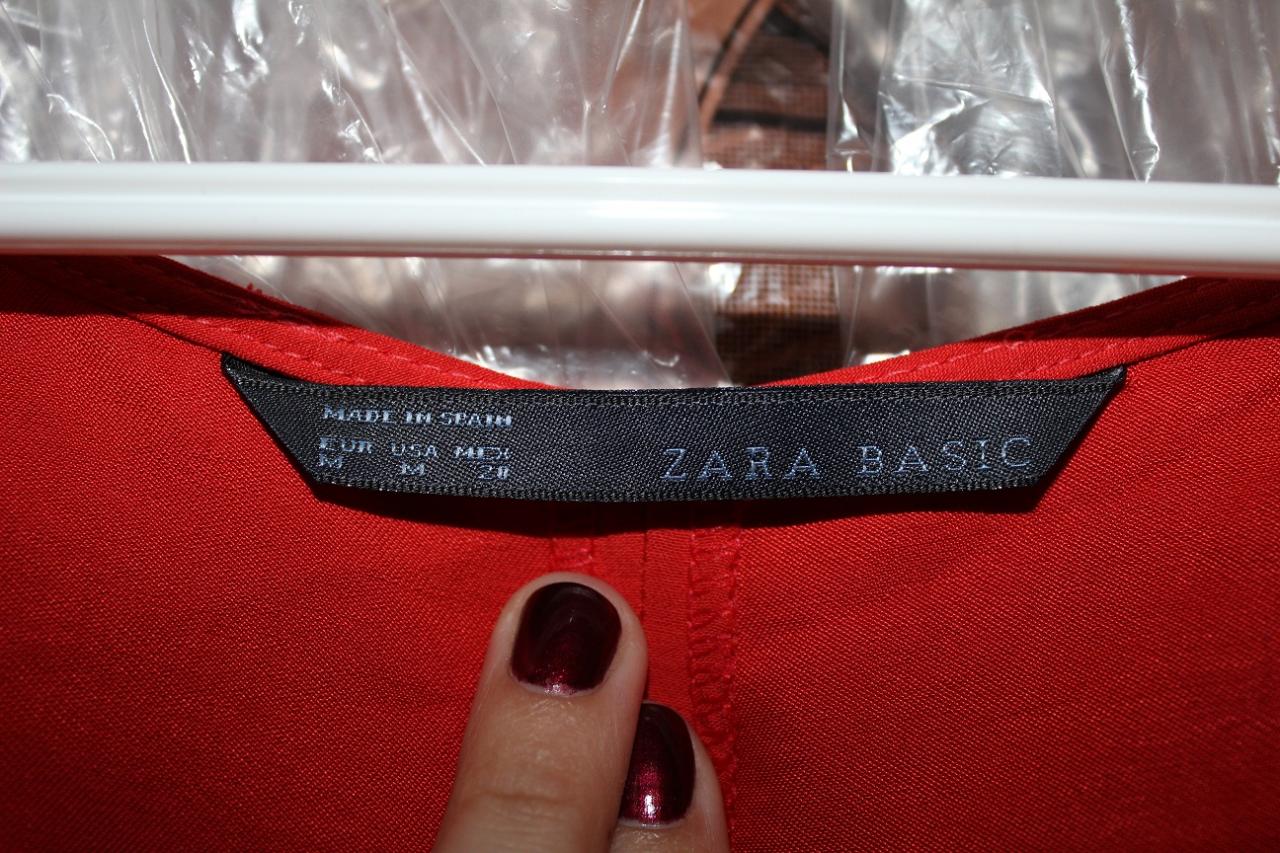 MADE IN SPAIN
EUR USA MEX
M M 28
ZARA BASIC